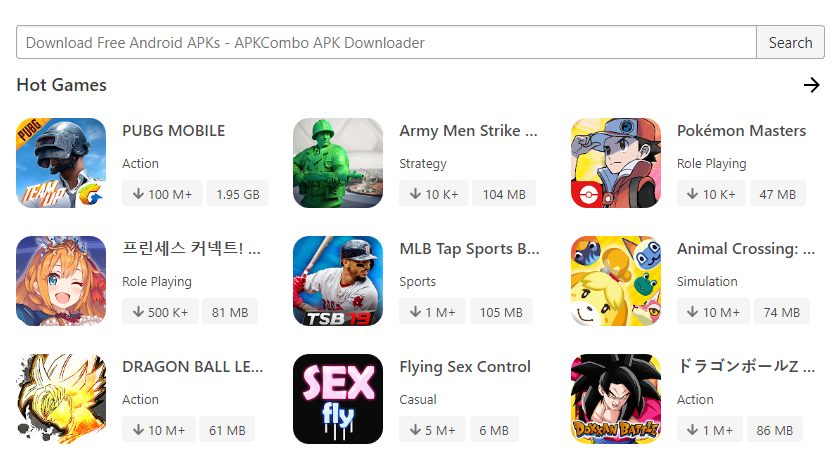 Download Free Android APKs - APKCombo APK Downloader
Search
Hot Games
PUBG
TEAM UP
PUBG MOBILE
Action
100 M+
1.95 GB
Army Men Strike ...
Strategy
10 K+
104 MB
Pokémon Masters
Role Playing
10 K+
47 MB
프린세스 커넥트! ...
Role Playing
500 K+
81 MB
TSB 19
MLB Tap Sports B...
Sports
1 M+
105 MB
Animal Crossing: ...
Simulation
10 M+
74 MB
DRAGON BALL LE...
Action
10 M+
61 MB
SEX
fly
Flying Sex Control
Casual
5 M+
6 MB
DOKKAN BATTLE
ドラゴンボールZ ...
Action
1 M+
86 MB